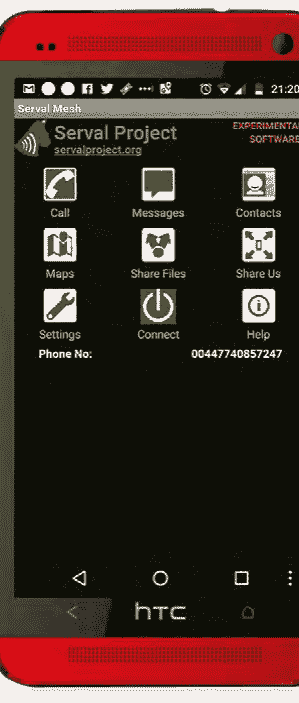 21:20
Serval Mesh
Serval Project
servalproject.org
EXPERIMENTA
SOFTWARE
Call
Messages
Contacts
Maps
Share Files
Share Us
Settings
Connect
Help
Phone No: 00447740857247
hTC